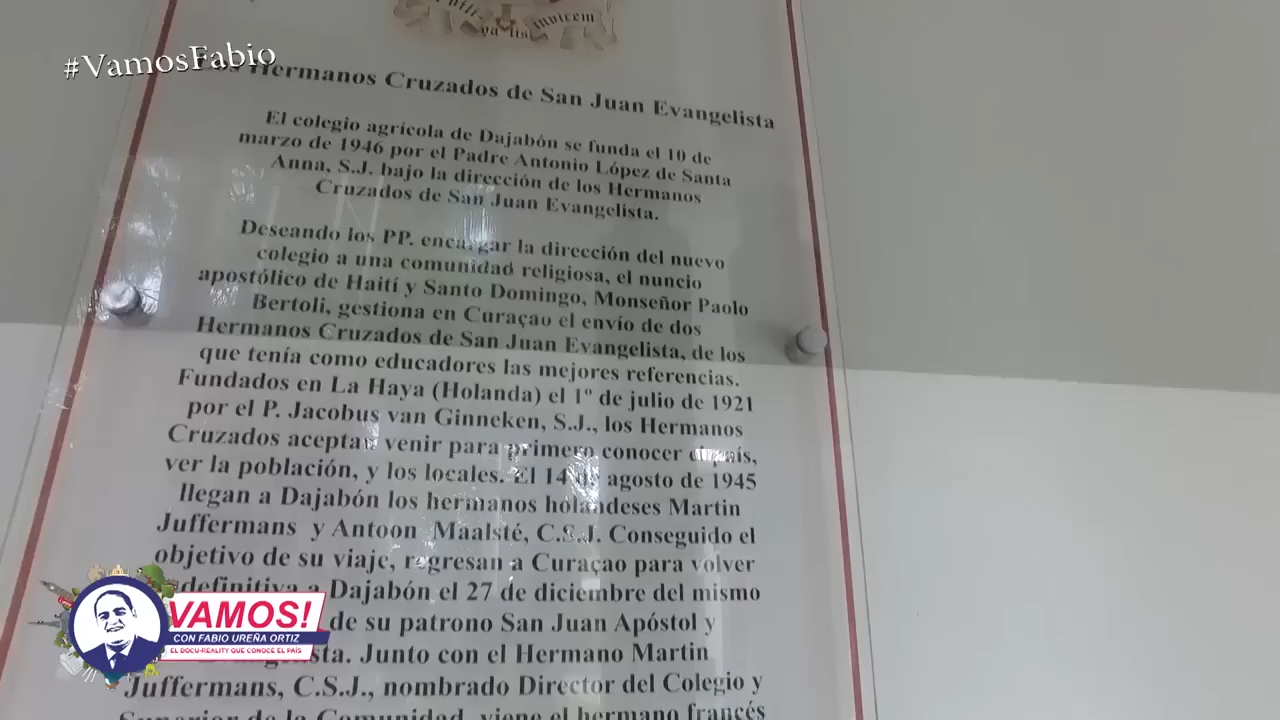 invicem
#VamosFabio
Hermanos Cruzados de San Juan Evangelista
El colegio agrícola de Dajabón se funda el 10 de
marzo de 1946 por el Padre Antonio López de Santa
Anna, S.J. bajo la dirección de los Hermanos
Cruzados de San Juan Evangelista.
Deseando los PP. encargar la dirección del nuevo
colegio a una comunidad religiosa, el nuncio
apostólico de Haití y Santo Domingo, Monseñor Paolo
Bertoli, gestiona en Curaçao el envío de dos
Hermanos Cruzados de San Juan Evangelista, de los
que tenía como educadores las mejores referencias.
Fundados en La Haya (Holanda) el 1º de julio de 1921
por el P. Jacobus van Ginneken, S.J., los Hermanos
Cruzados aceptan venir para primero conocer el país,
ver la población, y los locales. El 14 de agosto de 1945
llegan a Dajabón los hermanos holandeses Martin
Juffermans y Antoon Maalsté, C.S.J. Conseguido el
objetivo de su viaje, regresan a Curaçao para volver
definitiva a Dajabón el 27 de diciembre del mismo
de su patrono San Juan Apóstol y
Junto con el Hermano Martin
Juffermans, C.S.J., nombrado Director del Colegio y
Superior de la Comunidad, viene el hermano francés
VAMOS!
CON FABIO UREÑA ORTIZ
EL DOCU-REALITY QUE CONOCE EL PAÍS